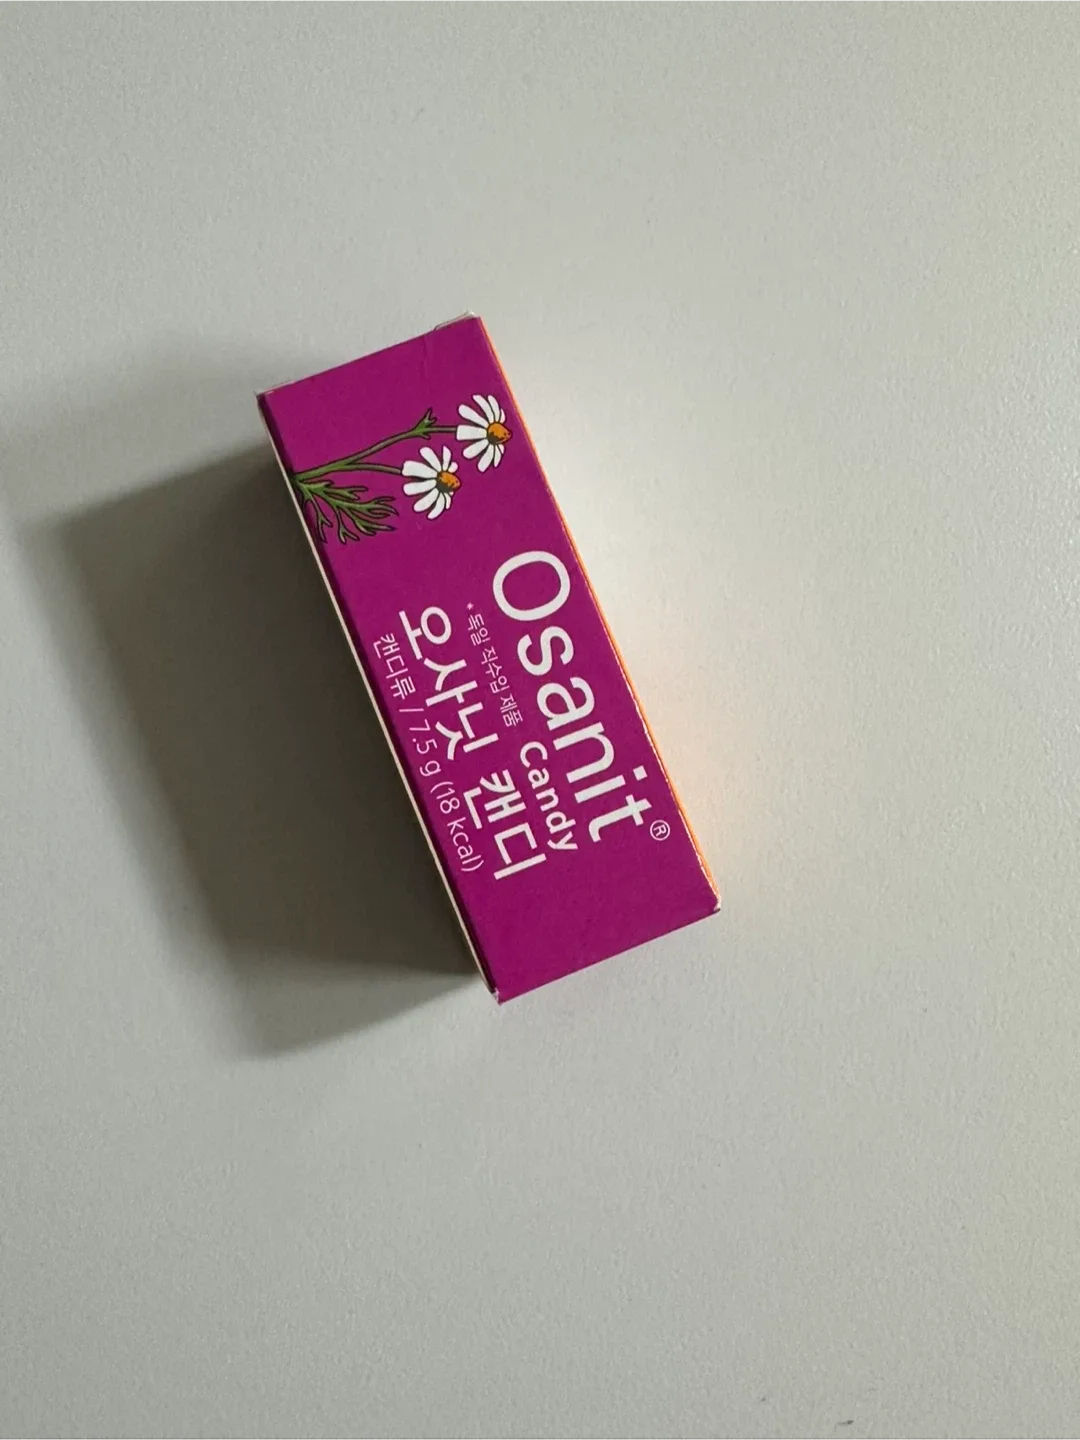 Osanit®
* 독일 직수입 제품 Candy
오사닛 캔디
캔디류 / 7.5 g (18 kcal)